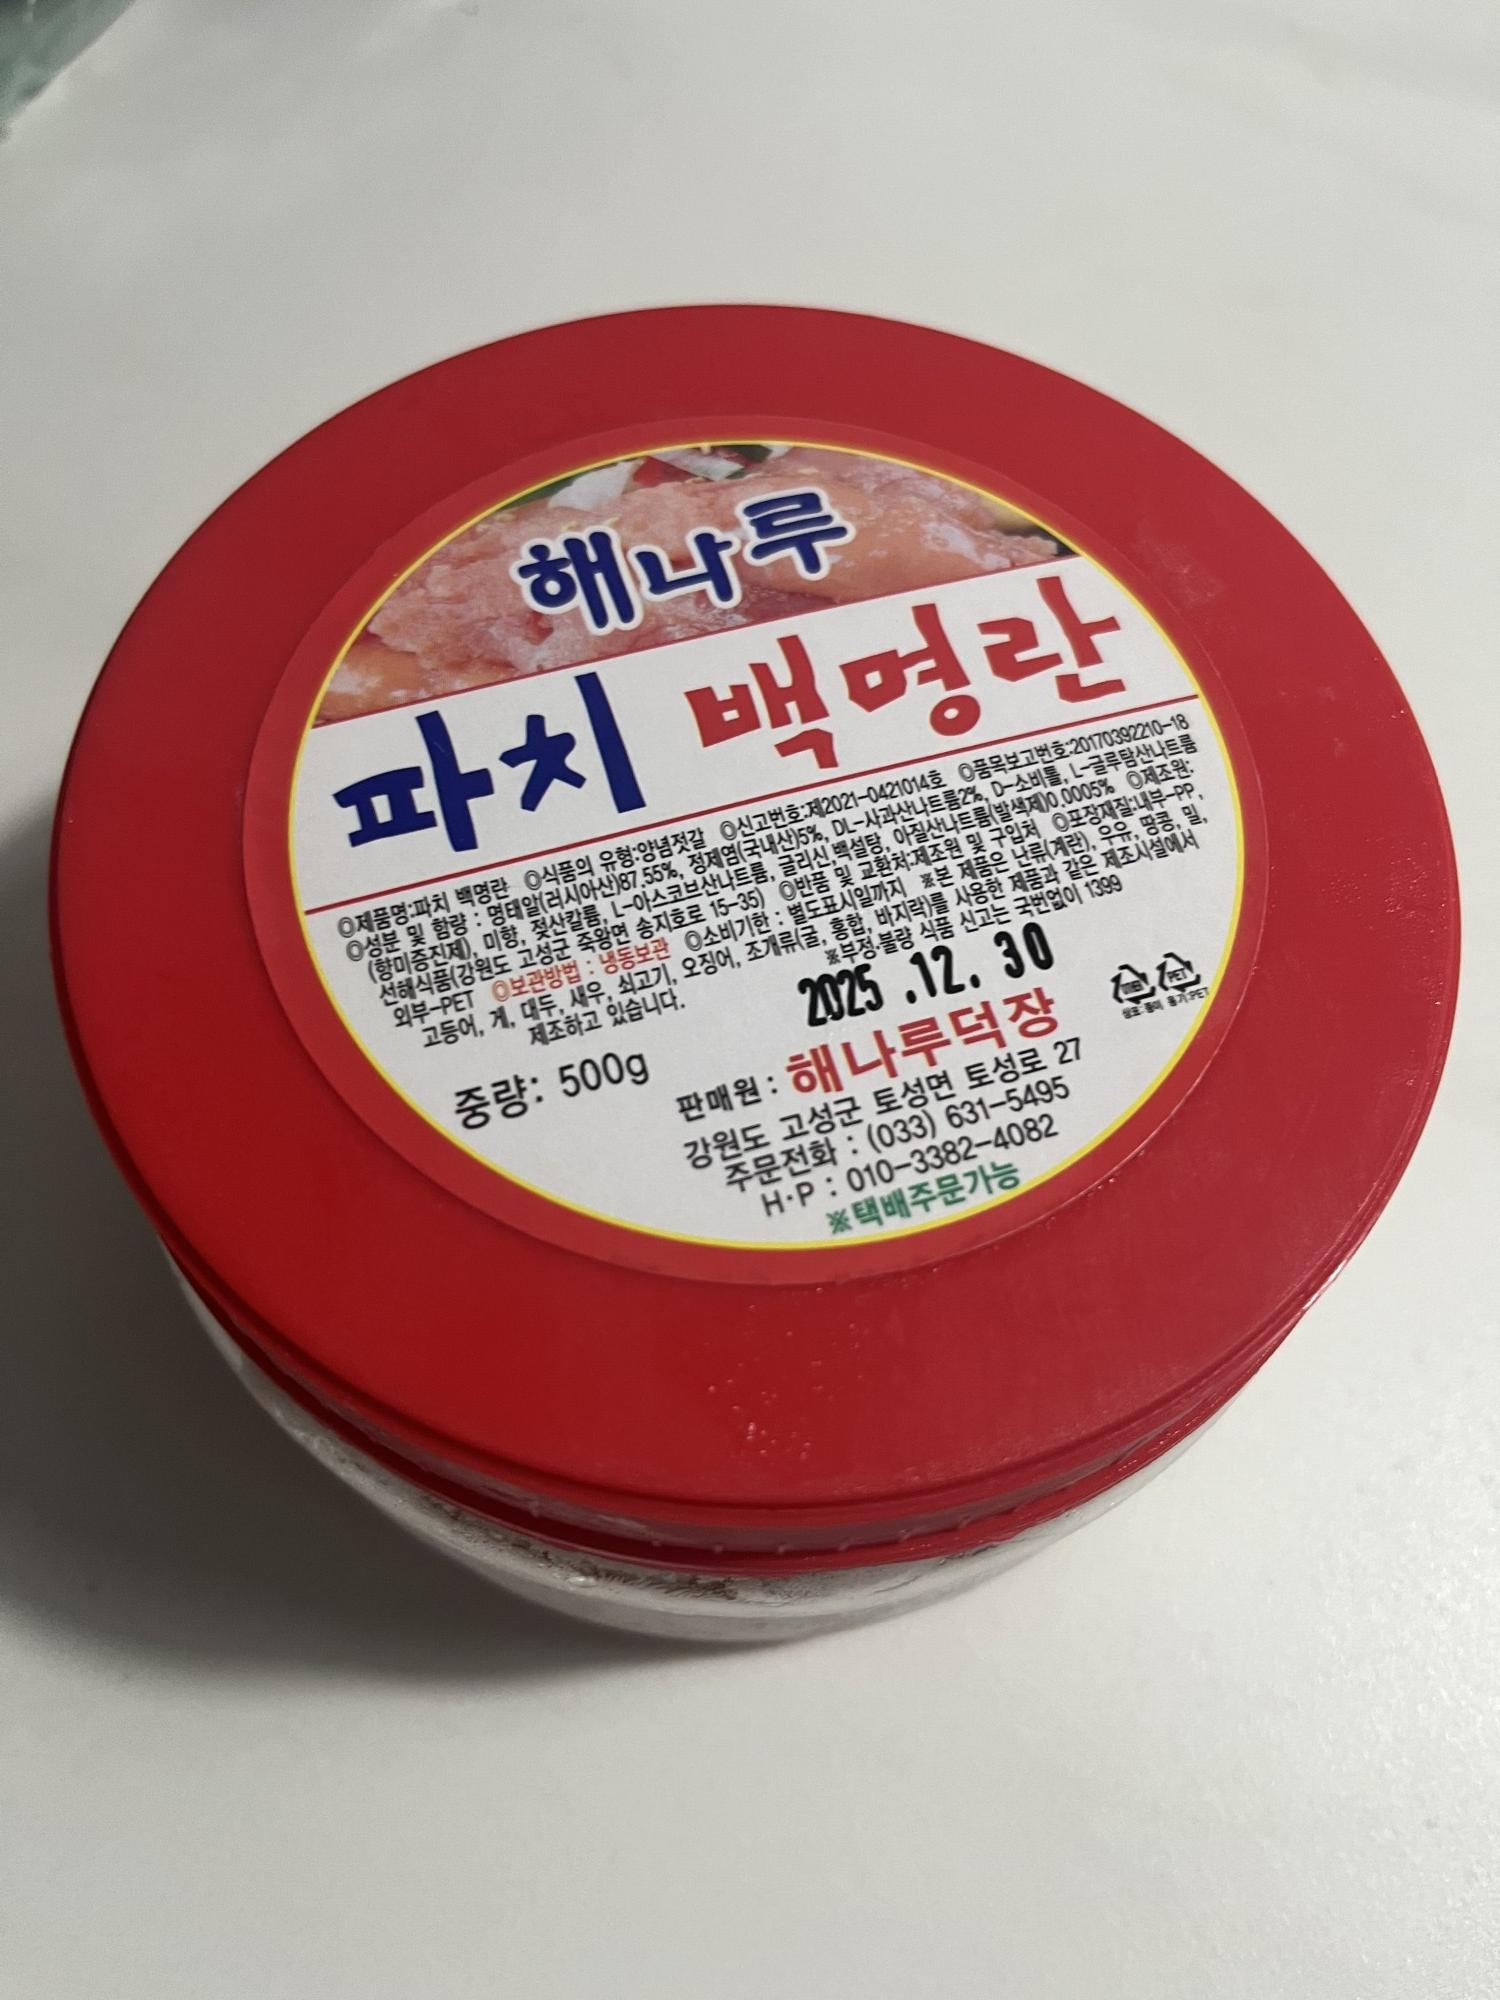 해나루
파치 백명란
◎제품명:파치 백명란 ◎식품의 유형:양념젓갈 ◎신고번호:제2021-0421014호 ◎품목보고번호:20170392210-18
◎성분 및 함량 : 명태알(러시아산)87.55%, 정제염(국내산)5%, DL-사과산나트륨2%, D-소비톨, L-글루탐산나트륨
(향미증진제), 미향, 젖산칼륨, L-아스코브산나트륨, 글리신,백설탕, 아질산나트륨(발색제)0.0005% ◎제조원:
선해식품(강원도 고성군 죽왕면 송지호로 15-35) ◎반품 및 교환처:제조원 및 구입처 ◎포장재질:내부-PP,
외부-PET ◎보관방법 : 냉동보관 ◎소비기한 : 별도표시일까지 ※본 제품은 난류(계란), 우유, 땅콩, 밀,
고등어, 게, 대두, 새우, 쇠고기, 오징어, 조개류(굴, 홍합, 바지락)를 사용한 제품과 같은 제조시설에서
제조하고 있습니다. ※부정·불량 식품 신고는 국번없이 1399
2025 .12. 30
중량: 500g
판매원 : 해나루덕장
강원도 고성군 토성면 토성로 27
주문전화 : (033) 631-5495
H·P : 010-3382-4082
※택배주문가능
PET
용기:PET